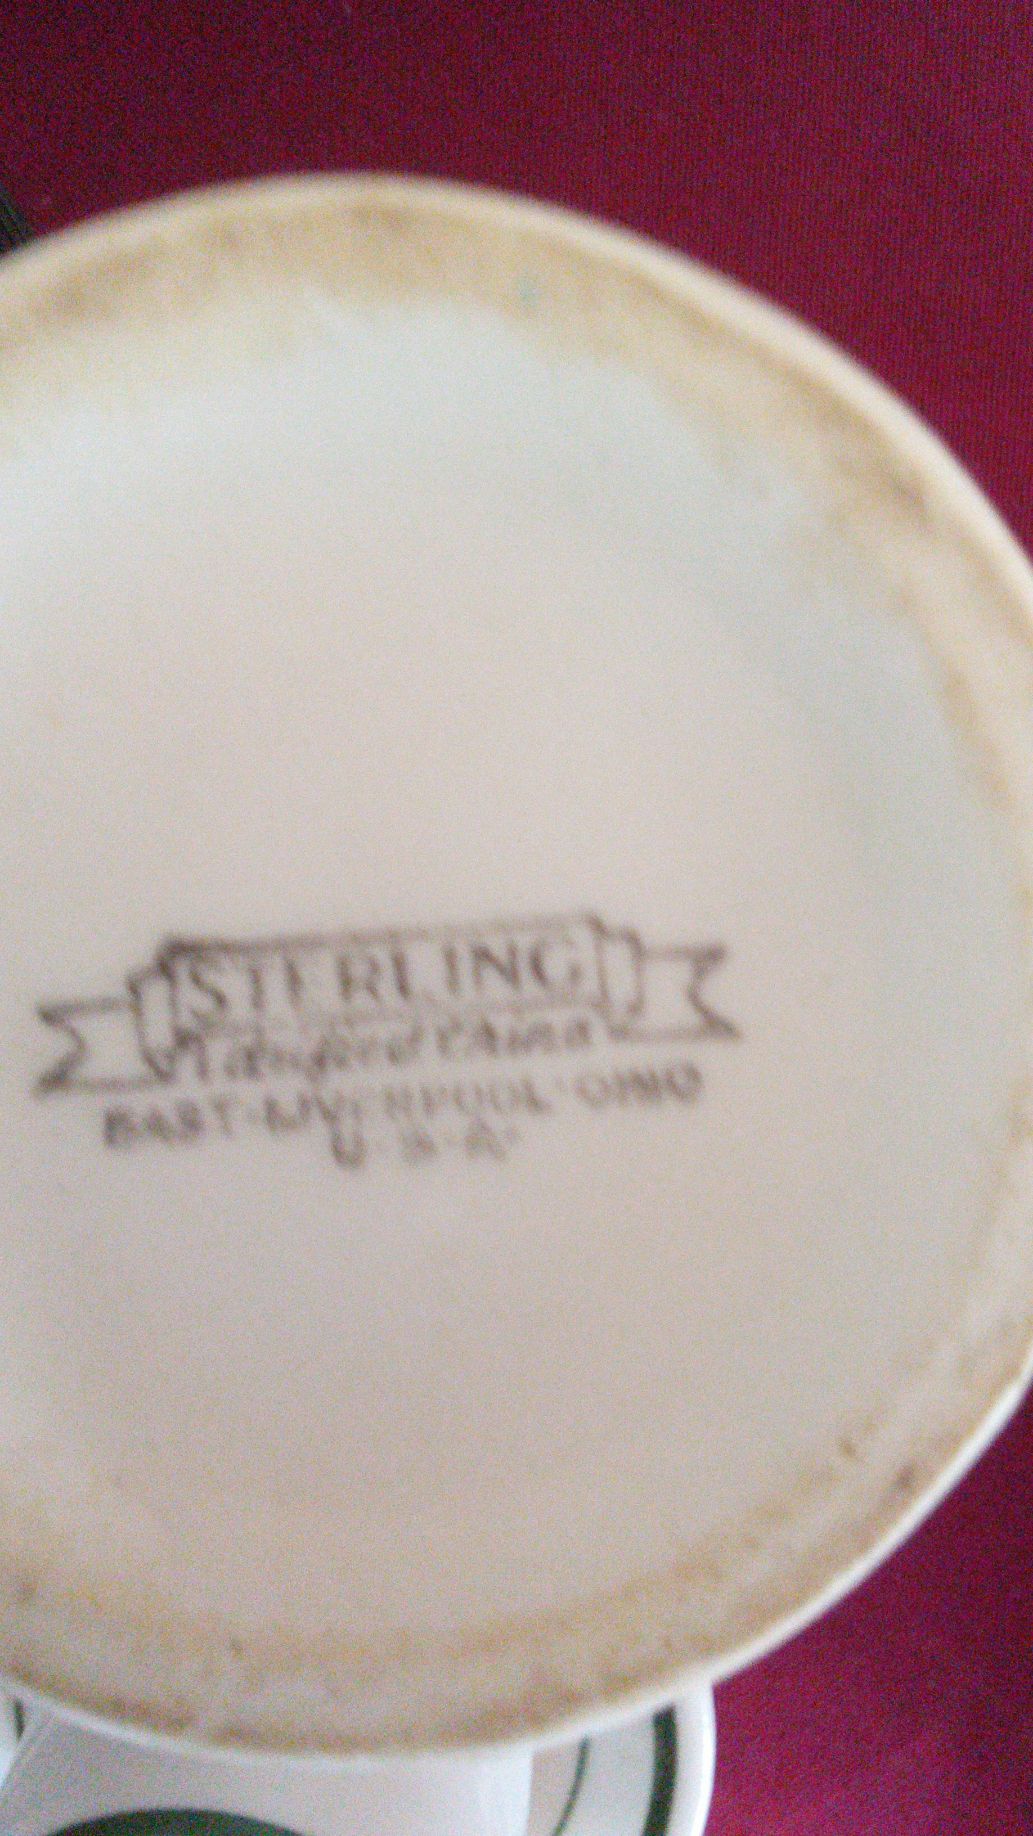 STERLING
Vitrified China
EAST·LIVERPOOL·OHIO
U·S·A·